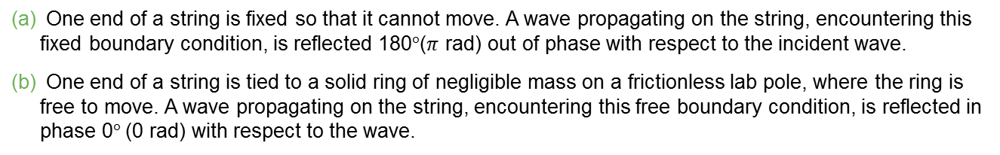 (a) One end of a string is fixed so that it cannot move. A wave propagating on the string, encountering this
fixed boundary condition, is reflected 180°(π rad) out of phase with respect to the incident wave.
(b) One end of a string is tied to a solid ring of negligible mass on a frictionless lab pole, where the ring is
free to move. A wave propagating on the string, encountering this free boundary condition, is reflected in
phase 0° (0 rad) with respect to the wave.